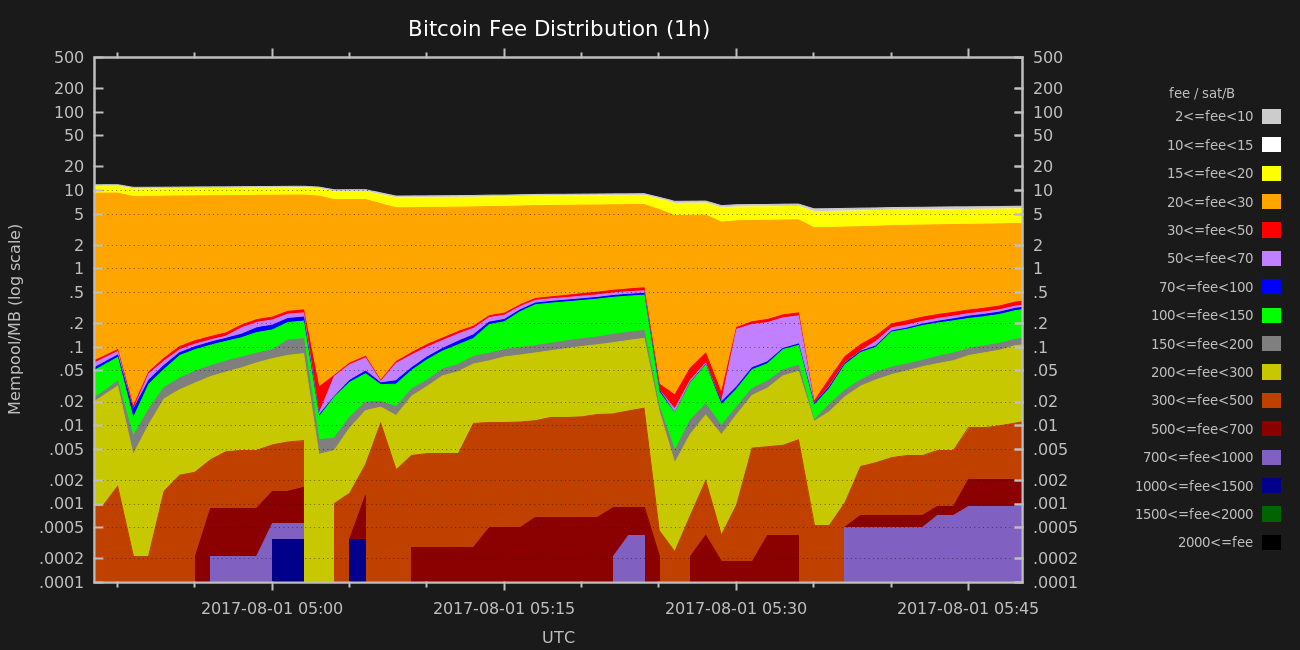 Bitcoin Fee Distribution (1h)
500
200
100
50
20
10
5
2
1
.5
.2
.1
.05
.02
.01
.005
.002
.001
.0005
.0002
.0001
Mempool/MB (log scale)
500
200
100
50
20
10
5
2
1
.5
.2
.1
.05
.02
.01
.005
.002
.001
.0005
.0002
.0001
2017-08-01 05:00
2017-08-01 05:15
2017-08-01 05:30
2017-08-01 05:45
UTC
fee / sat/B
2<=fee<10
10<=fee<15
15<=fee<20
20<=fee<30
30<=fee<50
50<=fee<70
70<=fee<100
100<=fee<150
150<=fee<200
200<=fee<300
300<=fee<500
500<=fee<700
700<=fee<1000
1000<=fee<1500
1500<=fee<2000
2000<=fee